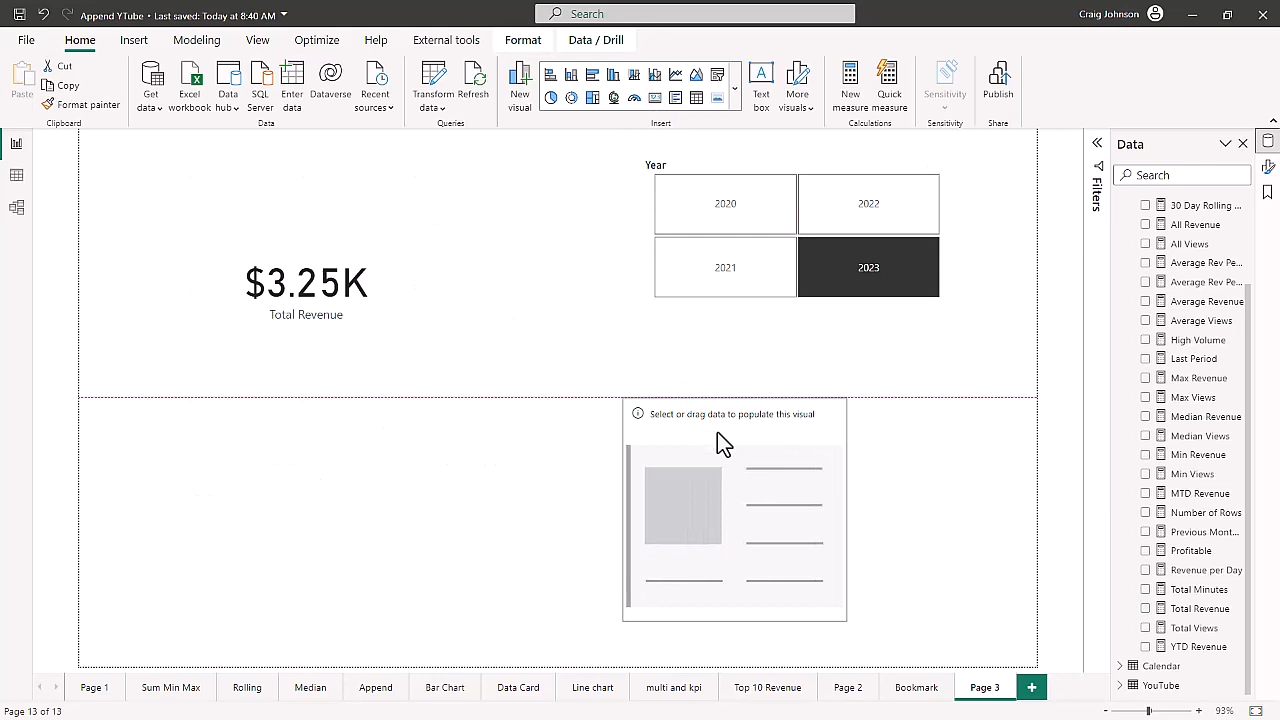 Append YTube • Last saved: Today at 8:40 AM
Search
Craig Johnson
File
Home
Insert
Modeling
View
Optimize
Help
External tools
Format
Data / Drill
Paste
Cut
Copy
Format painter
Clipboard
Get data
Excel workbook
Data hub
SQL Server
Enter data
Dataverse
Recent sources
Data
Transform data
Refresh
Queries
New visual
Text box
More visuals
Insert
New measure
Quick measure
Calculations
Sensitivity
Sensitivity
Publish
Share
Year
2020
2022
2021
2023
$3.25K
Total Revenue
Select or drag data to populate this visual
Filters
Data
Search
30 Day Rolling ...
All Revenue
All Views
Average Rev Pe...
Average Rev Pe...
Average Revenue
Average Views
High Volume
Last Period
Max Revenue
Max Views
Median Revenue
Median Views
Min Revenue
Min Views
MTD Revenue
Number of Rows
Previous Mont...
Profitable
Revenue per Day
Total Minutes
Total Revenue
Total Views
YTD Revenue
Calendar
YouTube
Page 1
Sum Min Max
Rolling
Median
Append
Bar Chart
Data Card
Line chart
multi and kpi
Top 1 revenue
Page 2
Bookmark
Page 3
Page 13 of 13
93%